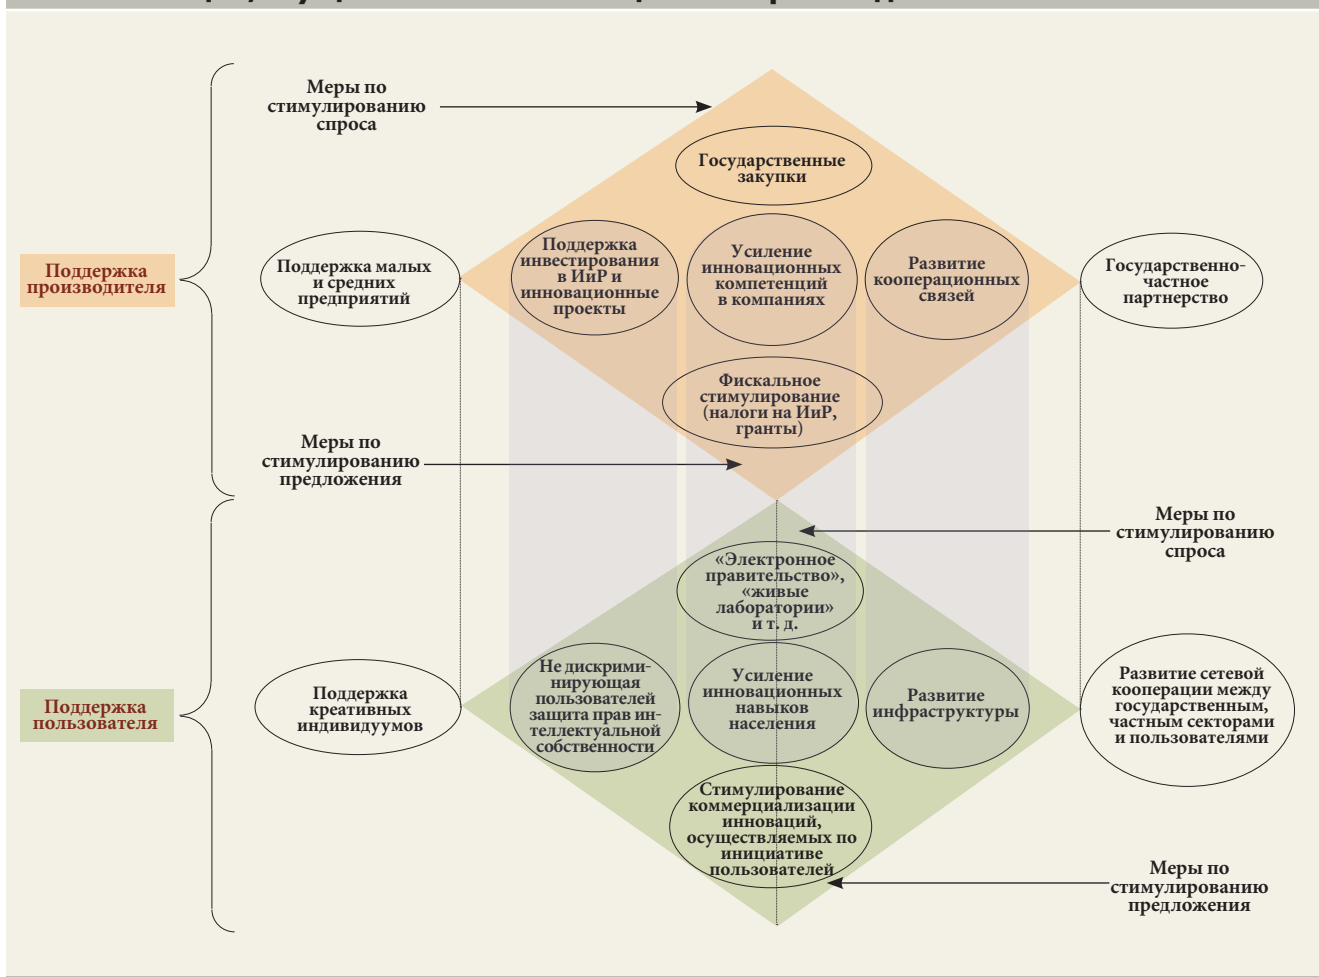 Меры по
стимулированию
спроса
Государственные
закупки
Поддержка
производителя
Поддержка малых
и средних
предприятий
Поддержка
инвестирования
в ИиР и
инновационные
проекты
Усиление
инновационных
компетенций
в компаниях
Развитие
кооперационных
связей
Государственно-
частное
партнерство
Фискальное
стимулирование
(налоги на ИиР,
гранты)
Меры по
стимулированию
предложения
Меры по
стимулированию
спроса
«Электронное
правительство»,
«живые
лаборатории»
и т. д.
Поддержка
пользователя
Поддержка
креативных
индивидуумов
Не дискрими-
нирующая
пользователей
защита прав ин-
теллектуальной
собственности
Усиление
инновационных
навыков
населения
Развитие
инфраструктуры
Развитие сетевой
кооперации между
государственным,
частным секторами
и пользователями
Стимулирование
коммерциализации
инноваций,
осуществляемых по
инициативе
пользователей
Меры по
стимулированию
предложения